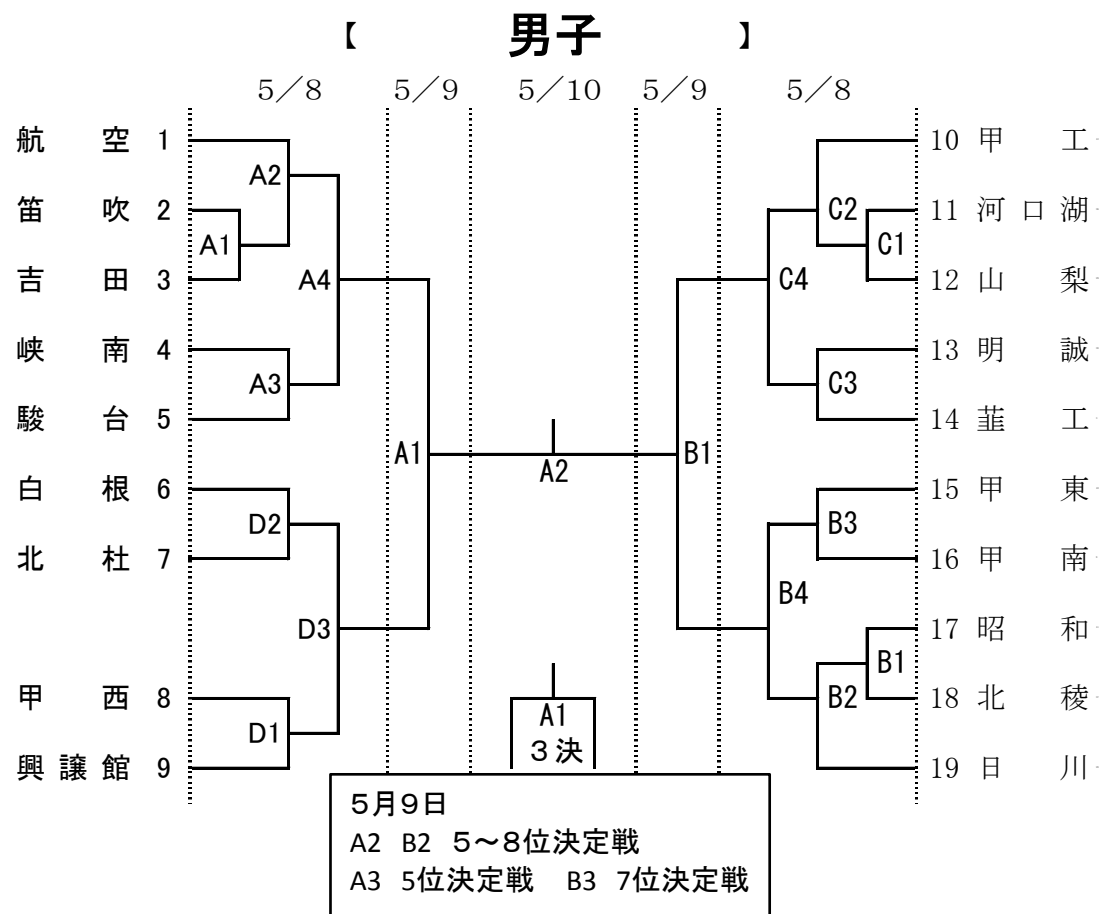 【 男子 】
5／8 5／9 5／10 5／9 5／8
航空 1
A2
笛吹 2
A1
吉田 3
A4
峡南 4
A3
駿台 5
A1
白根 6
D2
北杜 7
D3
甲西 8
D1
興譲館 9
A2
A1
3決
B1
10 甲工
C2
11 河口湖
C1
12 山梨
C4
13 明誠
C3
14 韮工
15 甲東
B3
16 甲南
B4
17 昭和
B1
18 北稜
B2
19 日川
5月9日
A2 B2 5～8位決定戦
A3 5位決定戦 B3 7位決定戦